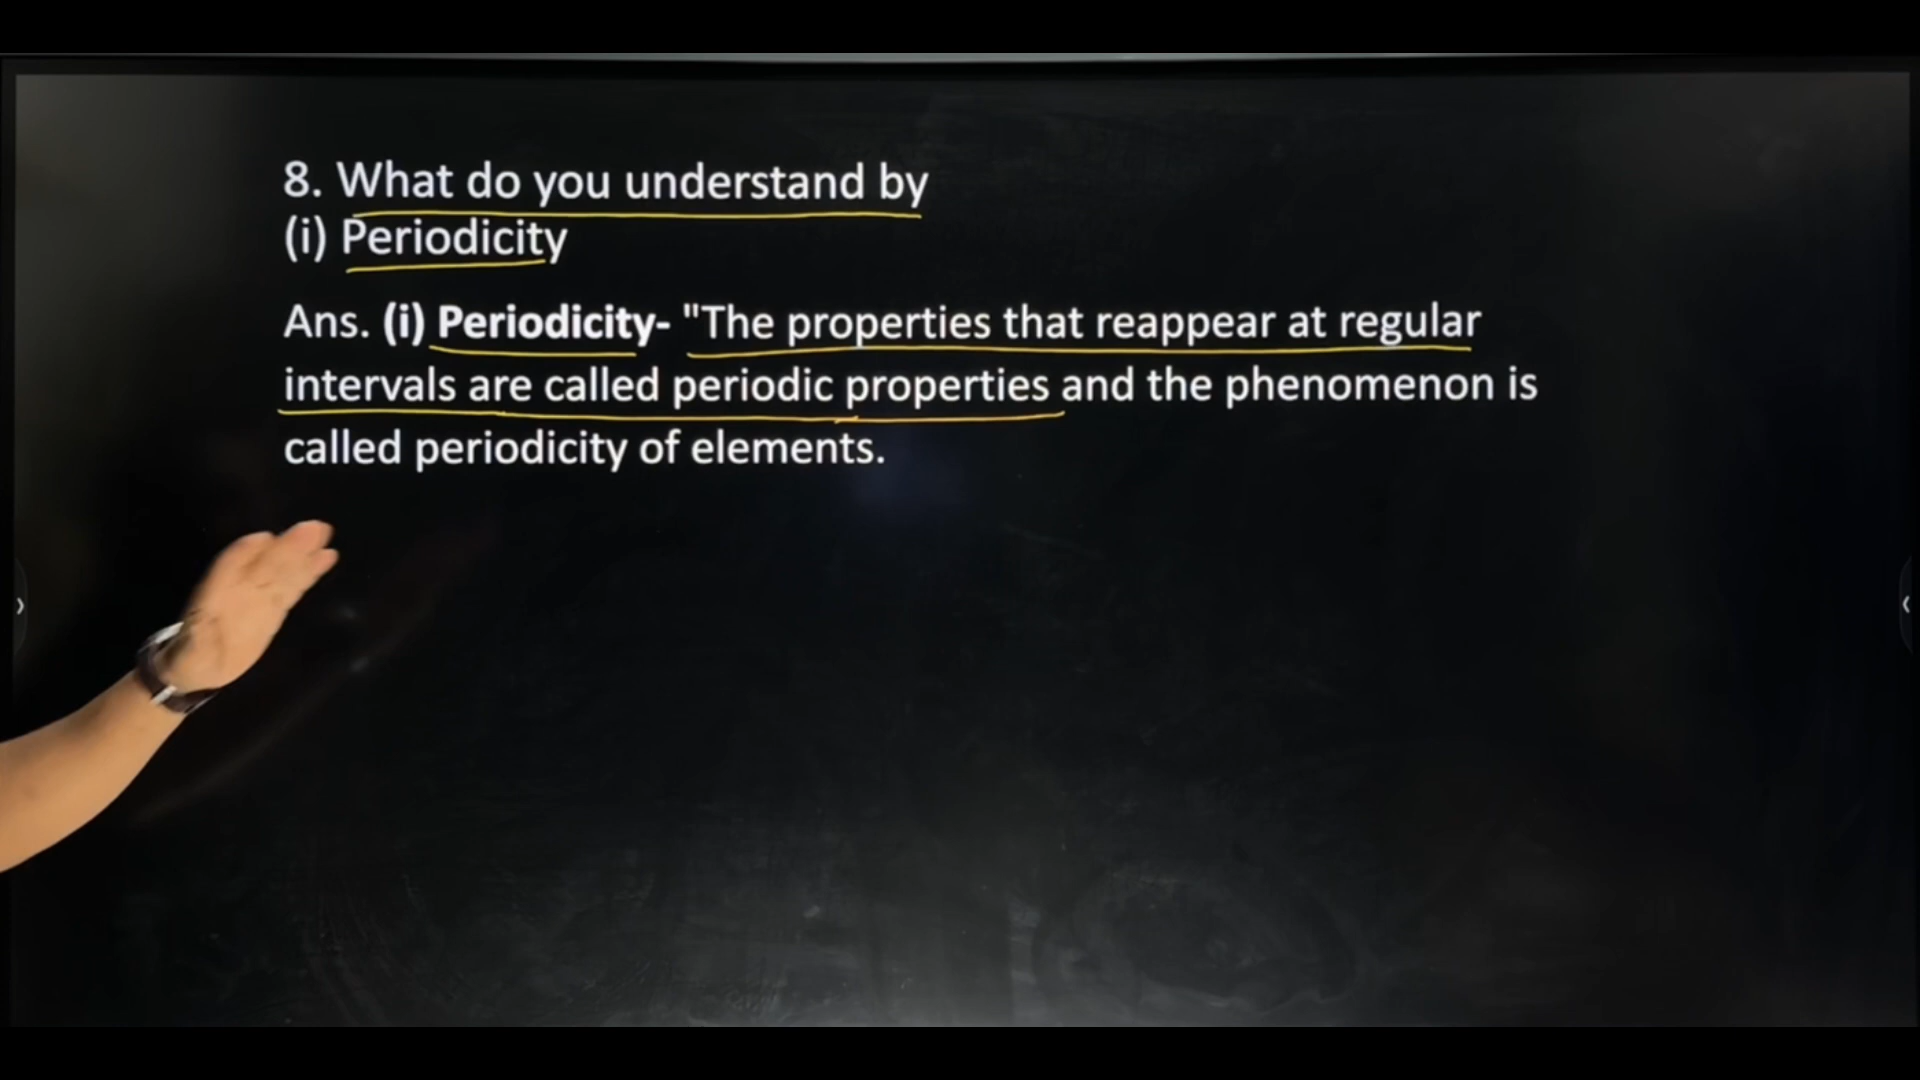 8. What do you understand by
(i) Periodicity
Ans. (i) Periodicity- "The properties that reappear at regular
intervals are called periodic properties and the phenomenon is
called periodicity of elements.